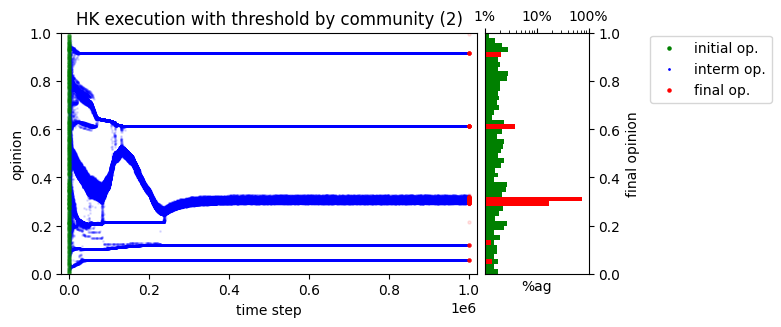 HK execution with threshold by community (2)
1% 10% 100%
initial op.
interm op.
final op.
1.0 1.0
0.8 0.8
0.6 0.6
0.4 0.4
0.2 0.2
0.0 0.0
opinion
final opinion
0.0 0.2 0.4 0.6 0.8 1.0
%ag
time step
1e6